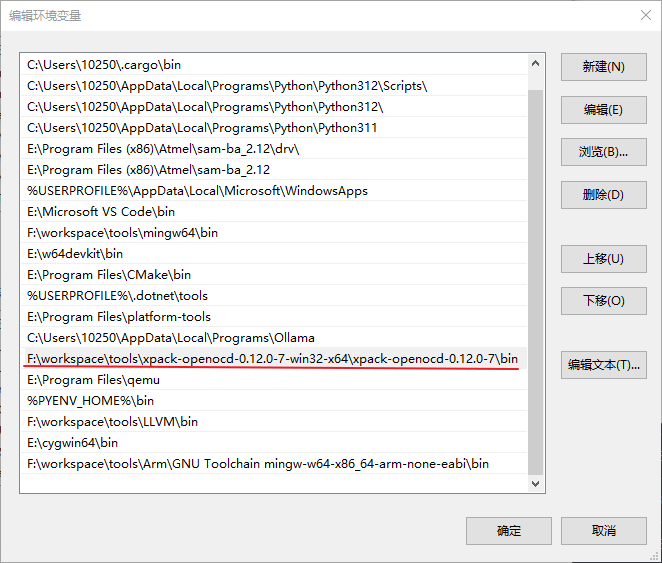 编辑环境变量
C:\Users\10250\.cargo\bin
C:\Users\10250\AppData\Local\Programs\Python\Python312\Scripts\
C:\Users\10250\AppData\Local\Programs\Python\Python312\
C:\Users\10250\AppData\Local\Programs\Python\Python311
E:\Program Files (x86)\Atmel\sam-ba_2.12\drv\
E:\Program Files (x86)\Atmel\sam-ba_2.12
%USERPROFILE%\AppData\Local\Microsoft\WindowsApps
E:\Microsoft VS Code\bin
F:\workspace\tools\mingw64\bin
E:\w64devkit\bin
E:\Program Files\CMake\bin
%USERPROFILE%\.dotnet\tools
E:\Program Files\platform-tools
C:\Users\10250\AppData\Local\Programs\Ollama
F:\workspace\tools\xpack-openocd-0.12.0-7-win32-x64\xpack-openocd-0.12.0-7\bin
E:\Program Files\qemu
%PYENV_HOME%\bin
F:\workspace\tools\LLVM\bin
E:\cygwin64\bin
F:\workspace\tools\Arm\GNU Toolchain mingw-w64-x86_64-arm-none-eabi\bin
新建(N)
编辑(E)
浏览(B)...
删除(D)
上移(U)
下移(O)
编辑文本(T)...
确定
取消